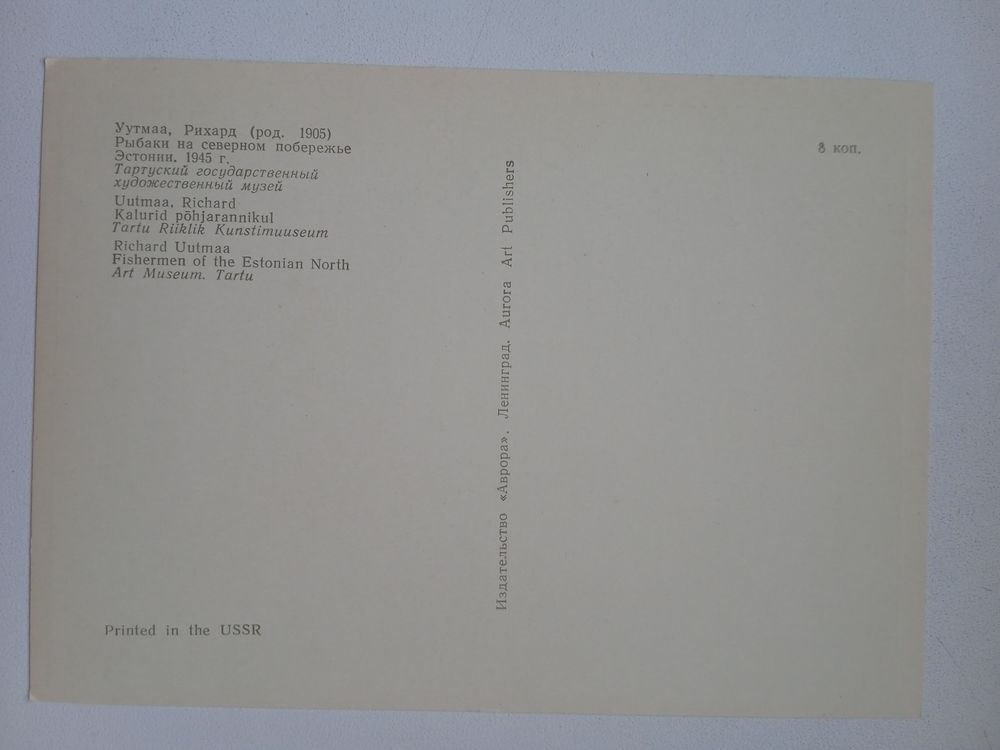 Уутмаа, Рихард (род. 1905)
Рыбаки на северном побережье
Эстонии. 1945 г.
Тартуский государственный
художественный музей
Uutmaa, Richard
Kalurid põhjarannikul
Tartu Riiklik Kunstimuuseum
Richard Uutmaa
Fishermen of the Estonian North
Art Museum. Tartu
Printed in the USSR
Издательство «Аврора». Ленинград. Aurora Art Publishers
коп.